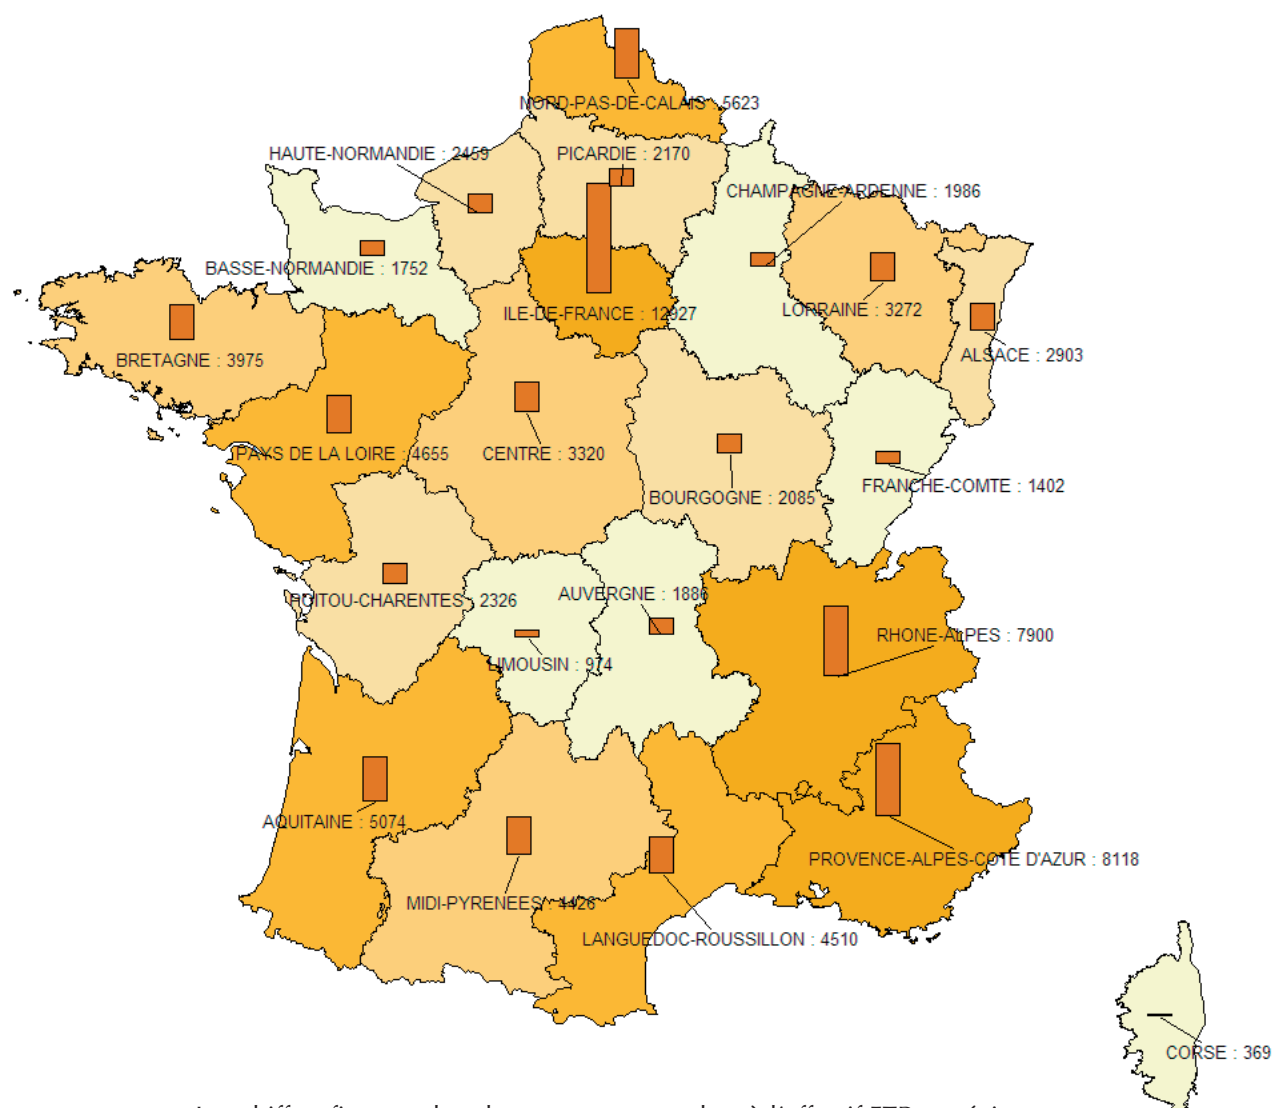 NORD-PAS-DE-CALAIS : 5623
HAUTE-NORMANDIE : 2459
PICARDIE : 2170
CHAMPAGNE-ARDENNE : 1986
BASSE-NORMANDIE : 1752
ILE-DE-FRANCE : 12927
LORRAINE : 3272
BRETAGNE : 3975
ALSACE : 2903
PAYS DE LA LOIRE : 4655
CENTRE : 3320
FRANCHE-COMTE : 1402
BOURGOGNE : 2085
POITOU-CHARENTES : 2326
AUVERGNE : 1886
RHONE-ALPES : 7900
LIMOUSIN : 974
AQUITAINE : 5074
PROVENCE-ALPES-COTE D'AZUR : 8118
MIDI-PYRENEES : 4426
LANGUEDOC-ROUSSILLON : 4510
CORSE : 369